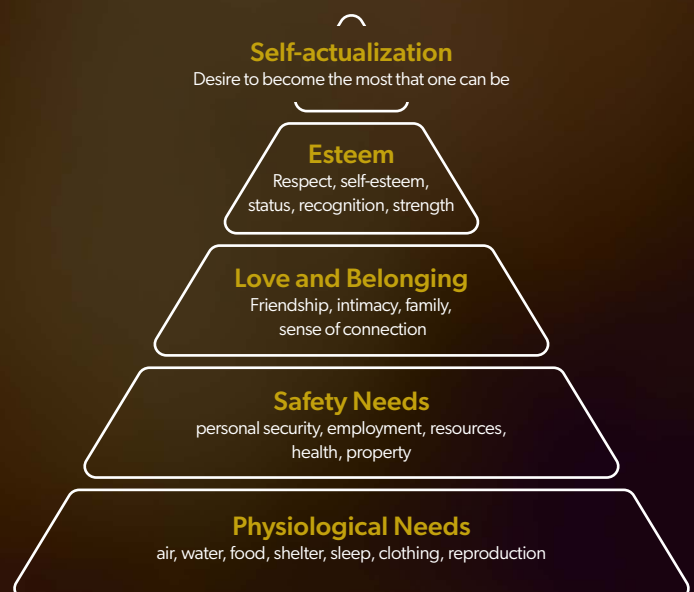 Self-actualization
Desire to become the most that one can be
Esteem
Respect, self-esteem,
status, recognition, strength
Love and Belonging
Friendship, intimacy, family,
sense of connection
Safety Needs
personal security, employment, resources,
health, property
Physiological Needs
air, water, food, shelter, sleep, clothing, reproduction